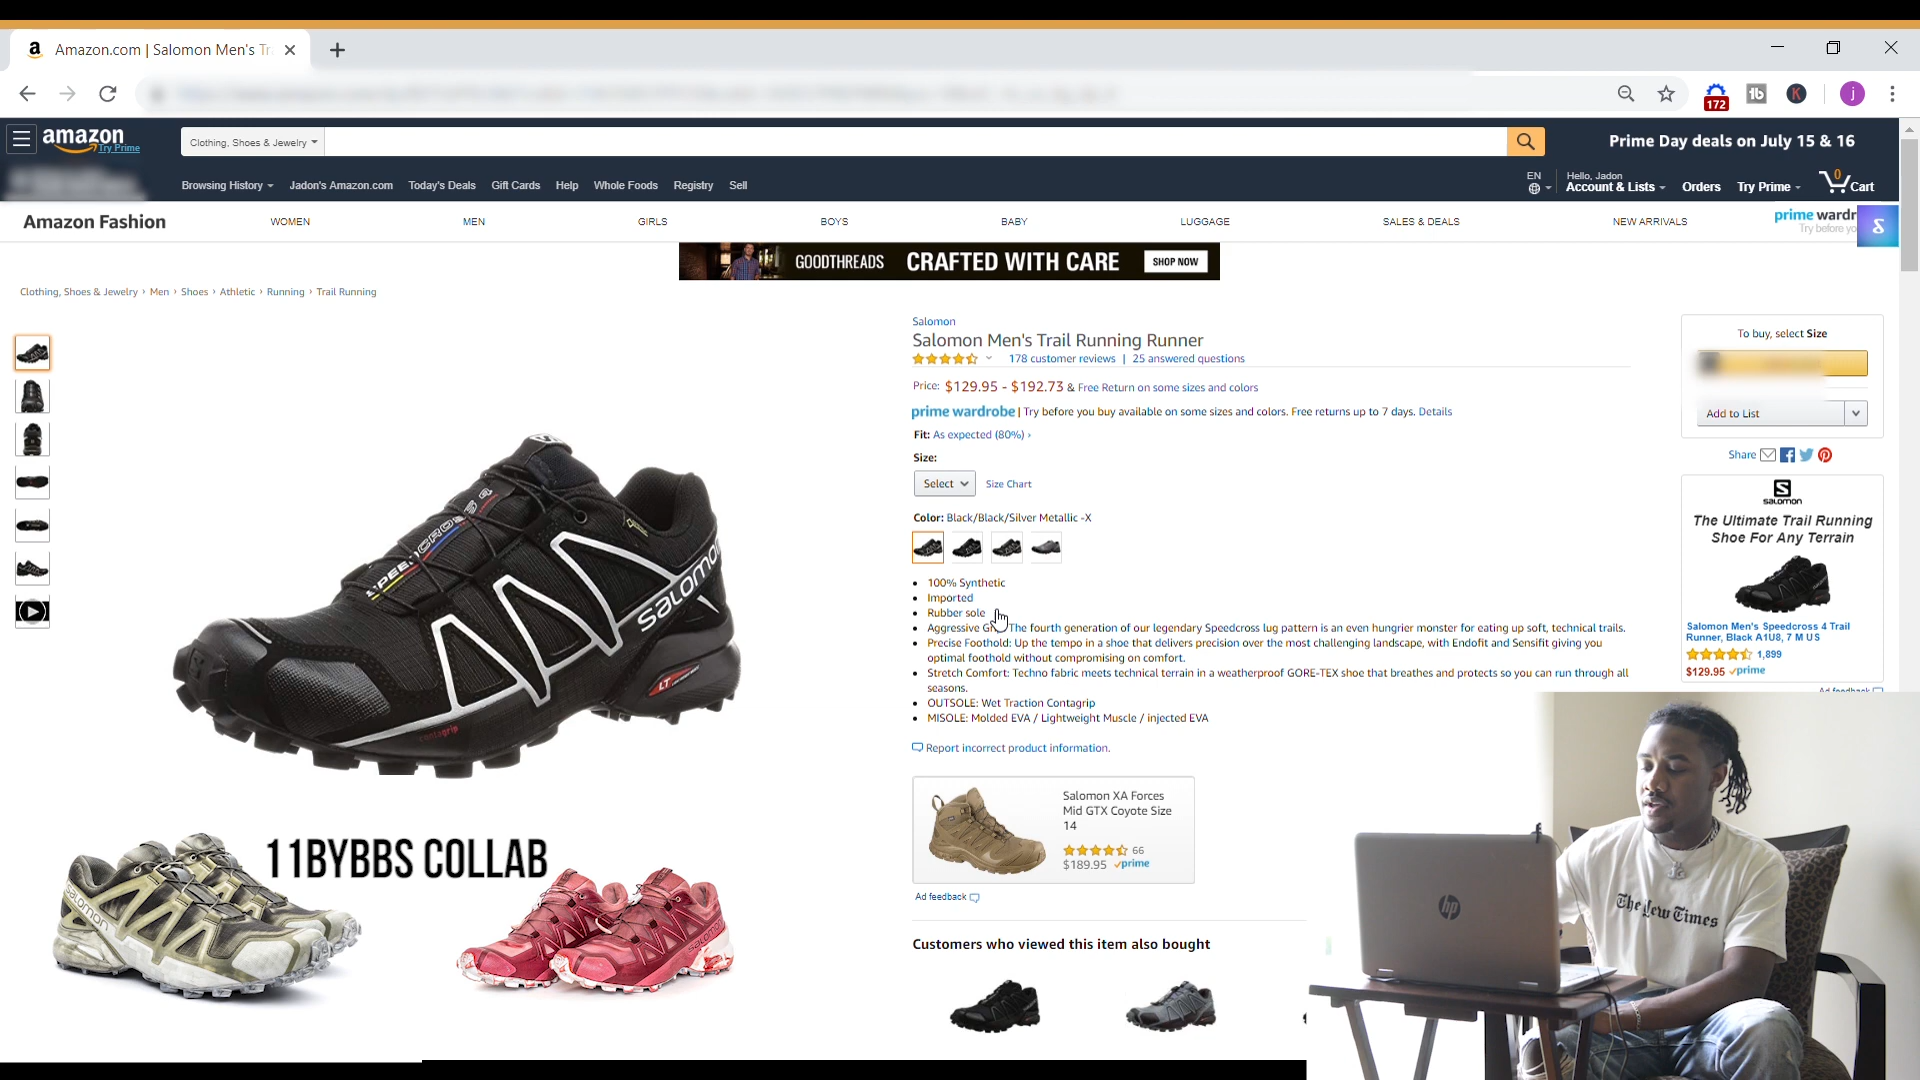 Amazon.com | Salomon Men's Tr
172
amazon
Try Prime
Clothing, Shoes & Jewelry
Prime Day deals on July 15 & 16
Browsing History
Jadon's Amazon.com
Today's Deals
Gift Cards
Help
Whole Foods
Registry
Sell
EN
Hello, Jadon
Account & Lists
Orders
Try Prime
0
Cart
Amazon Fashion
WOMEN
MEN
GIRLS
BOYS
BABY
LUGGAGE
SALES & DEALS
NEW ARRIVALS
prime wardr
Try before yo
GOODTHREADS CRAFTED WITH CARE SHOP NOW
Clothing, Shoes & Jewelry › Men › Shoes › Athletic › Running › Trail Running
Salomon
Salomon Men's Trail Running Runner
178 customer reviews | 25 answered questions
Price: $129.95 - $192.73 & Free Return on some sizes and colors
prime wardrobe | Try before you buy available on some sizes and colors. Free returns up to 7 days. Details
Fit: As expected (80%) ›
Size:
Select
Size Chart
Color: Black/Black/Silver Metallic -X
100% Synthetic
Imported
Rubber sole
Aggressive The fourth generation of our legendary Speedcross lug pattern is an even hungrier monster for eating up soft, technical trails.
Precise Foothold: Up the tempo in a shoe that delivers precision over the most challenging landscape, with Endofit and Sensifit giving you
optimal foothold without compromising on comfort.
Stretch Comfort: Techno fabric meets technical terrain in a weatherproof GORE-TEX shoe that breathes and protects so you can run through all
seasons.
OUTSOLE: Wet Traction Contagrip
MISOLE: Molded EVA / Lightweight Muscle / injected EVA
Report incorrect product information.
Salomon XA Forces
Mid GTX Coyote Size
14
66
$189.95 prime
Ad feedback
Customers who viewed this item also bought
To buy, select Size
Add to List
Share
SALOMON
The Ultimate Trail Running
Shoe For Any Terrain
Salomon Men's Speedcross 4 Trail
Runner, Black A1U8, 7 M US
1,899
$129.95 prime
Ad feedback
SPEEDCROSS 4
SALOMON
LT
contagrip
11BYBBS COLLAB
SALOMON
SALOMON
hp
The New Times